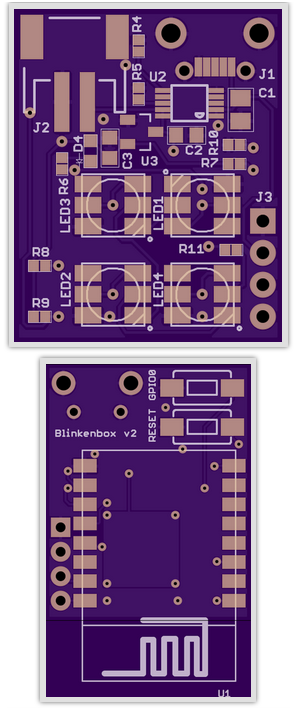 R4
R5
U2
J1
C1
J2
D4
C3
U3
C2
R10
R7
R6
LED3
LED1
J3
R11
R8
LED2
LED4
R9
RESET GPIO0
Blinkenbox v2
U1